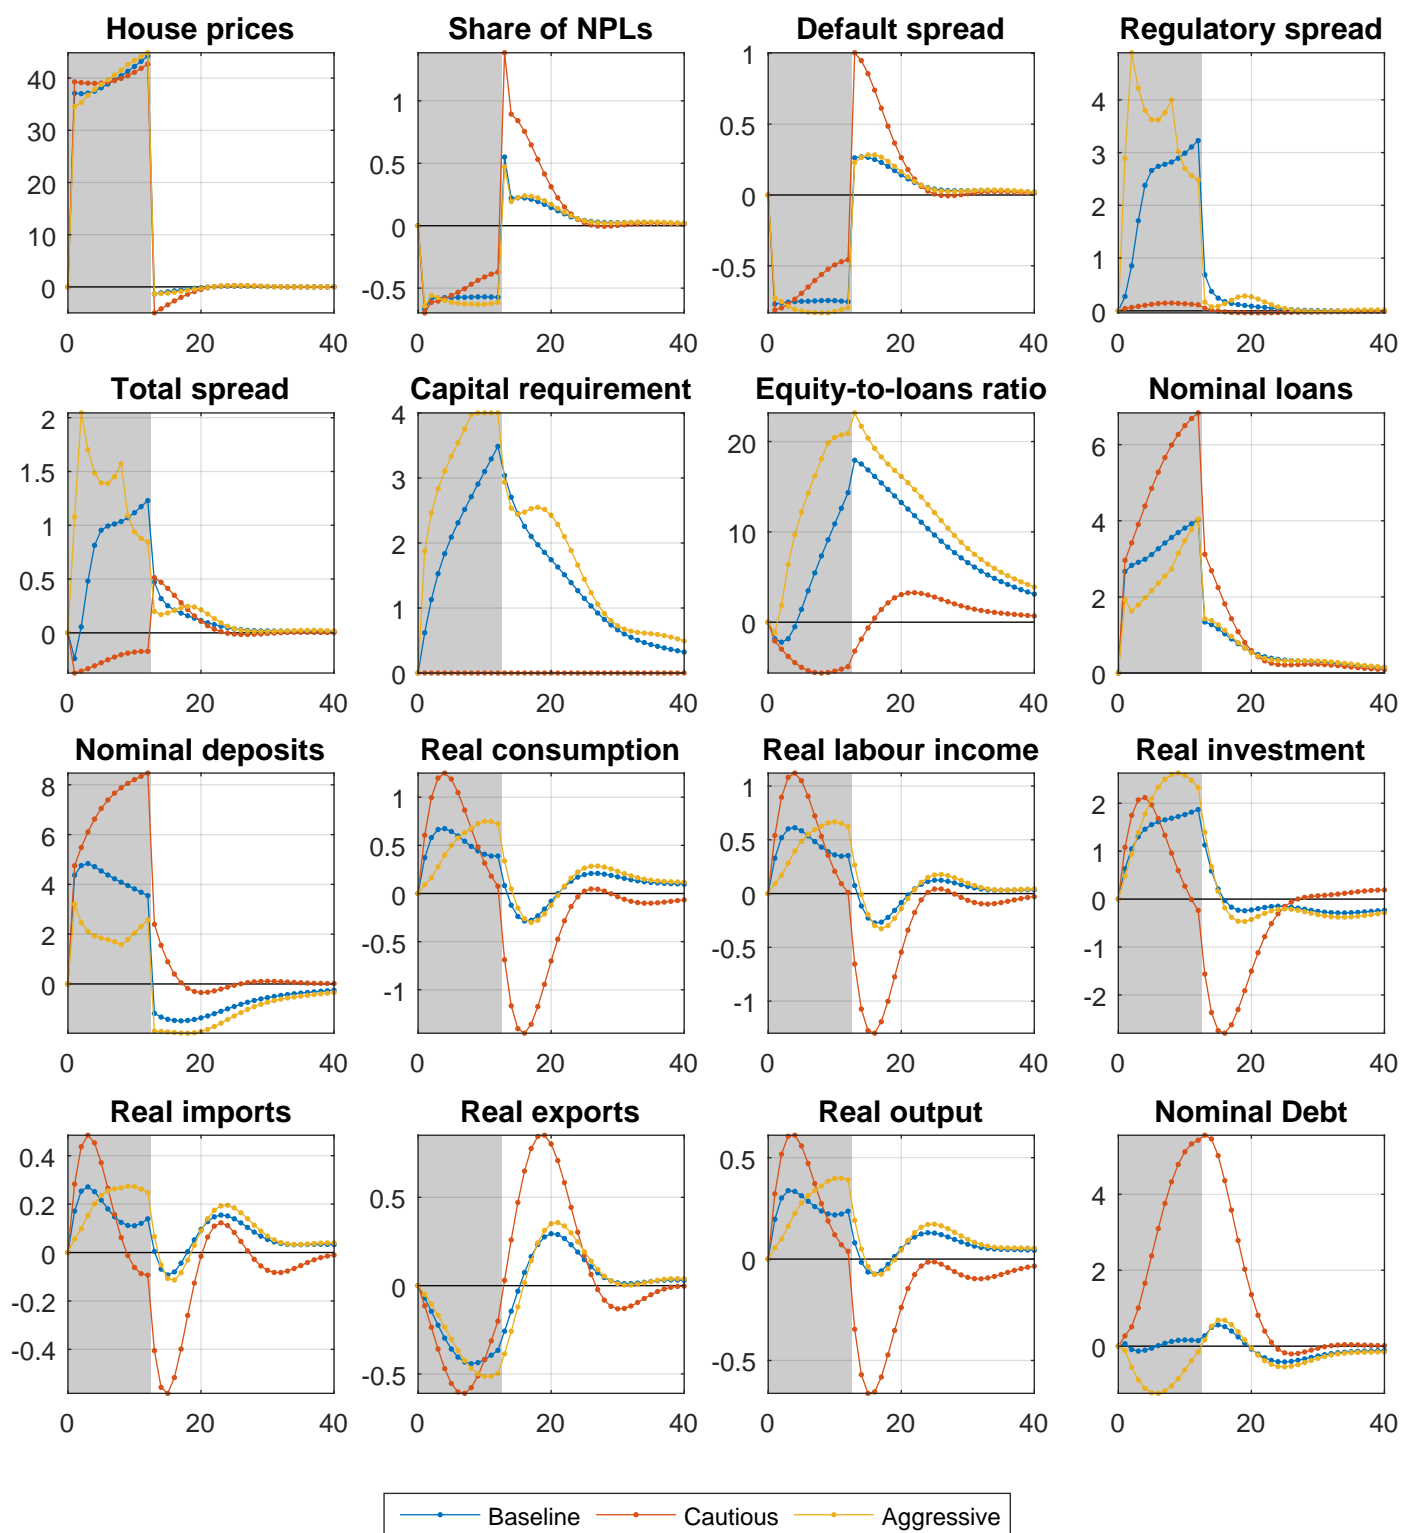 House prices Share of NPLs Default spread Regulatory spread
40 30 20 10 0
1 0.5 0 -0.5
1 0.5 0 -0.5
4 3 2 1 0
0 20 40 0 20 40 0 20 40 0 20 40
Total spread Capital requirement Equity-to-loans ratio Nominal loans
2 1.5 1 0.5 0
4 3 2 1 0
20 10 0
6 4 2 0
0 20 40 0 20 40 0 20 40 0 20 40
Nominal deposits Real consumption Real labour income Real investment
8 6 4 2 0
1 0.5 0 -0.5 -1
1 0.5 0 -0.5 -1
2 1 0 -1 -2
0 20 40 0 20 40 0 20 40 0 20 40
Real imports Real exports Real output Nominal Debt
0.4 0.2 0 -0.2 -0.4
0.5 0 -0.5
0.5 0 -0.5
4 2 0
0 20 40 0 20 40 0 20 40 0 20 40
Baseline Cautious Aggressive